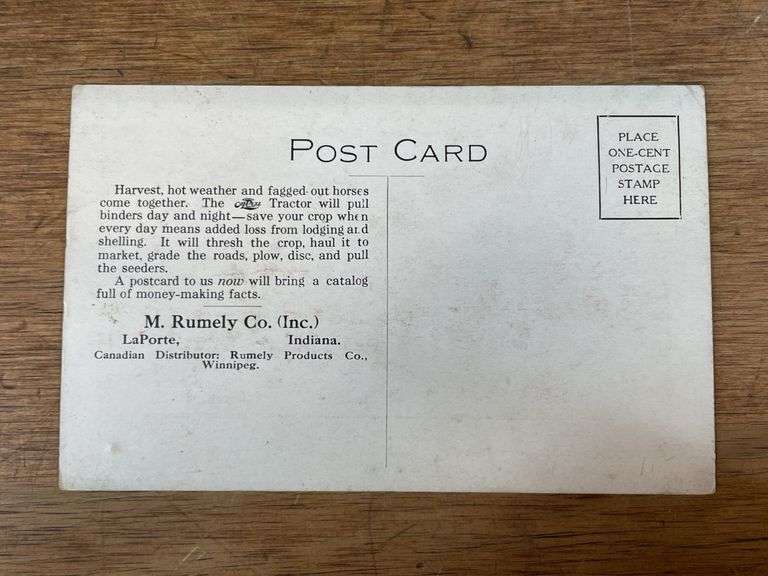 POST CARD
PLACE
ONE-CENT
POSTAGE
STAMP
HERE
Harvest, hot weather and fagged-out horses
come together. The Tractor will pull
binders day and night—save your crop when
every day means added loss from lodging and
shelling. It will thresh the crop, haul it to
market, grade the roads, plow, disc, and pull
the seeders.
A postcard to us now will bring a catalog
full of money-making facts.
M. Rumely Co. (Inc.)
LaPorte, Indiana.
Canadian Distributor: Rumely Products Co.,
Winnipeg.